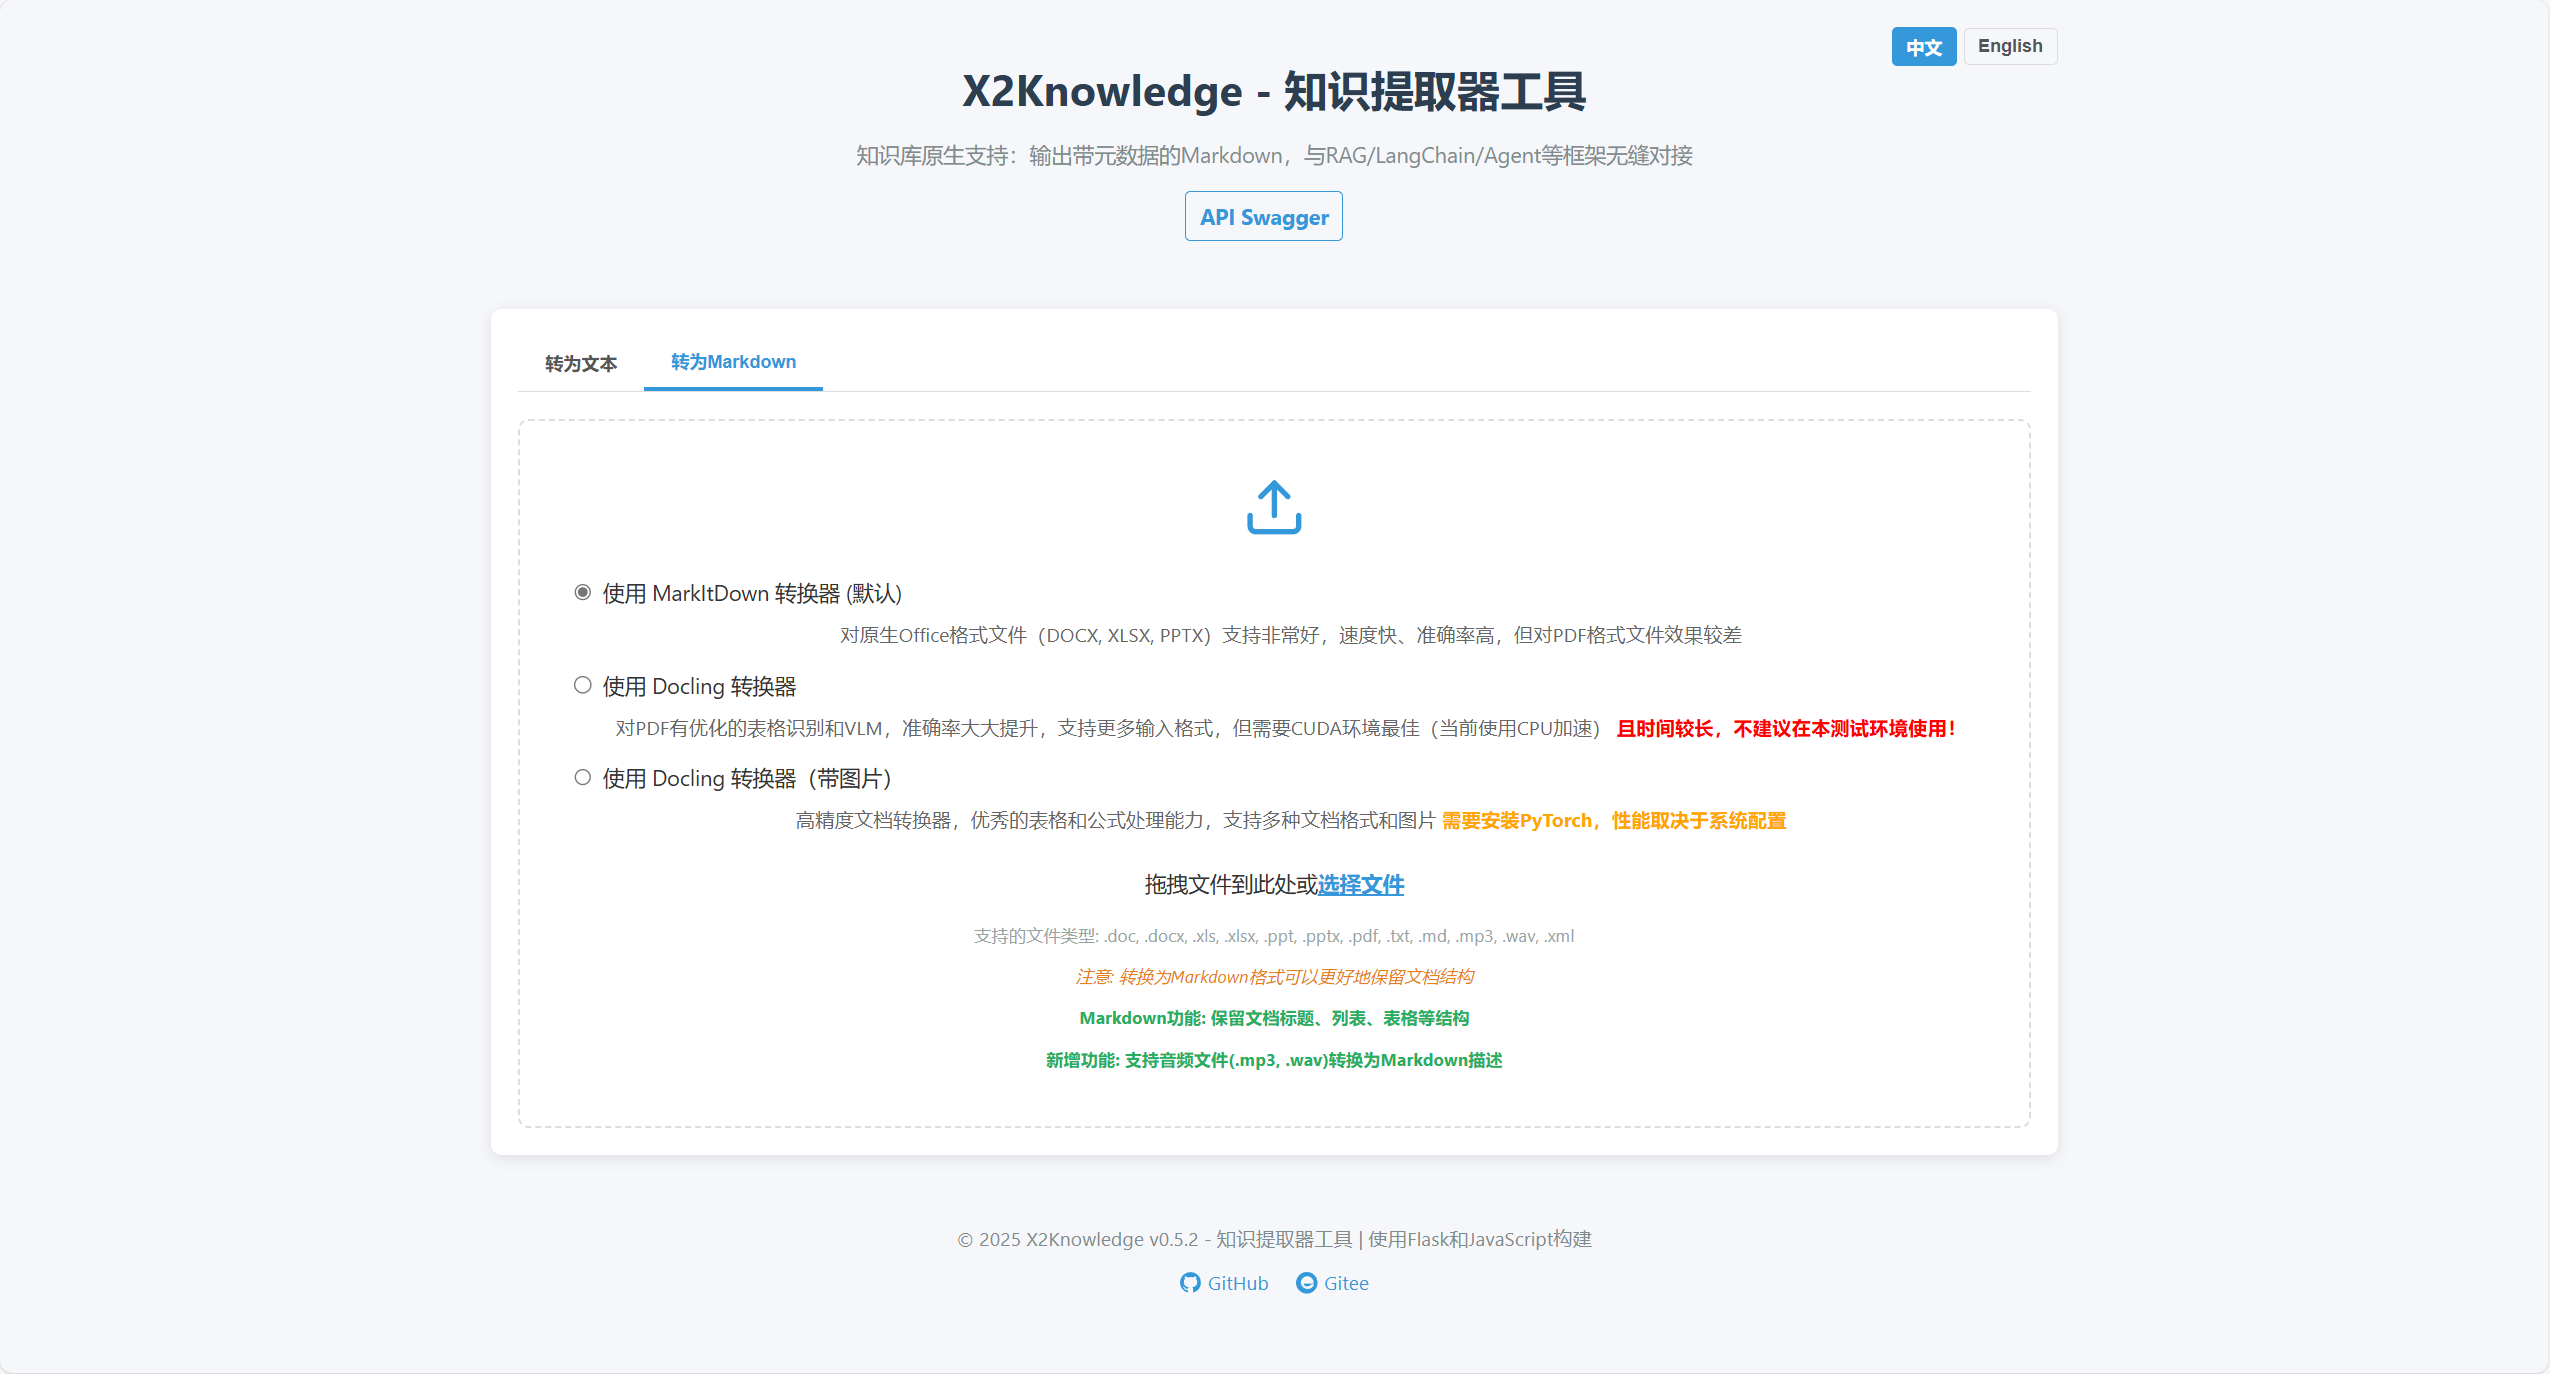 中文 English
X2Knowledge - 知识提取器工具
知识库原生支持：输出带元数据的Markdown，与RAG/LangChain/Agent等框架无缝对接
API Swagger
转为文本 转为Markdown
使用 MarkItDown 转换器 (默认)
对原生Office格式文件（DOCX, XLSX, PPTX）支持非常好，速度快、准确率高，但对PDF格式文件效果较差
使用 Docling 转换器
对PDF有优化的表格识别和VLM，准确率大大提升，支持更多输入格式，但需要CUDA环境最佳（当前使用CPU加速） 且时间较长，不建议在本测试环境使用！
使用 Docling 转换器（带图片）
高精度文档转换器，优秀的表格和公式处理能力，支持多种文档格式和图片 需要安装PyTorch，性能取决于系统配置
拖拽文件到此处或选择文件
支持的文件类型: .doc, .docx, .xls, .xlsx, .ppt, .pptx, .pdf, .txt, .md, .mp3, .wav, .xml
注意: 转换为Markdown格式可以更好地保留文档结构
Markdown功能: 保留文档标题、列表、表格等结构
新增功能: 支持音频文件(.mp3, .wav)转换为Markdown描述
© 2025 X2Knowledge v0.5.2 - 知识提取器工具 | 使用Flask和JavaScript构建
GitHub Gitee